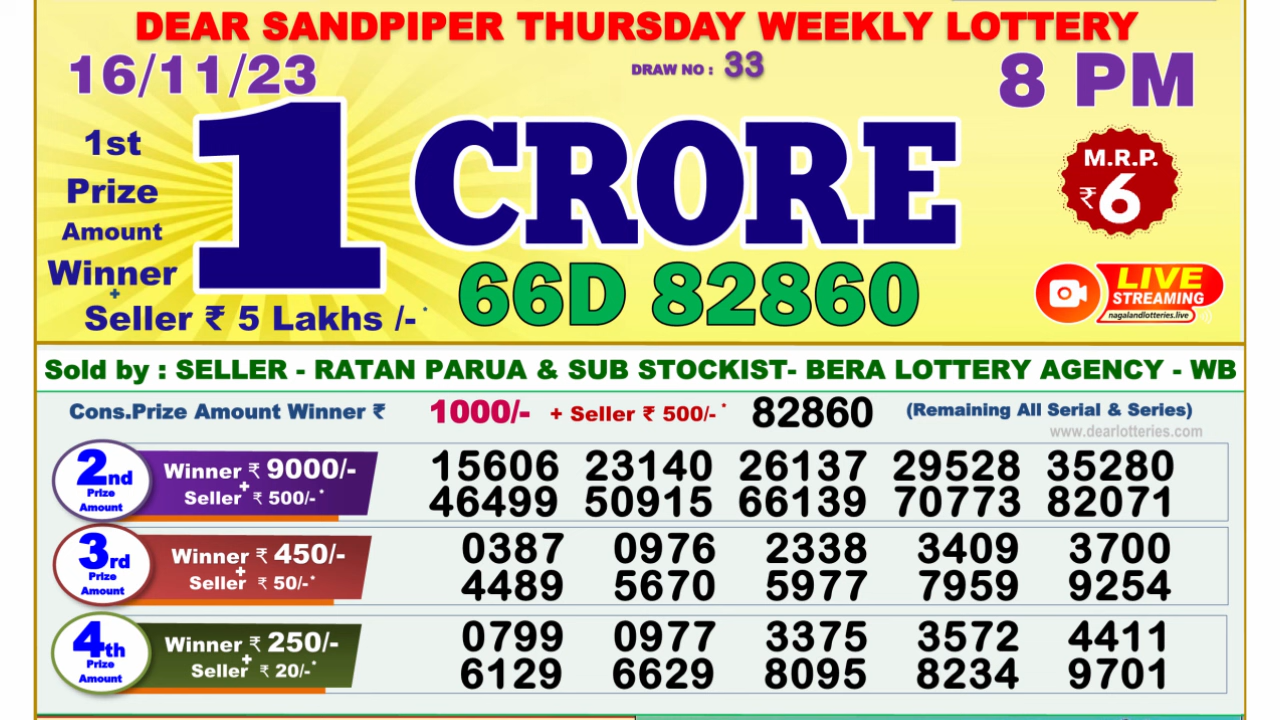 DEAR SANDPIPER THURSDAY WEEKLY LOTTERY
16/11/23
DRAW NO : 33
8 PM
1st
Prize
Amount
Winner
+
Seller ₹ 5 Lakhs /-*
1 CRORE
66D 82860
M.R.P.
₹6
LIVE
STREAMING
nagalandlotteries.live
Sold by : SELLER - RATAN PARUA & SUB STOCKIST- BERA LOTTERY AGENCY - WB
Cons.Prize Amount Winner ₹ 1000/- + Seller ₹ 500/-* 82860 (Remaining All Serial & Series)
www.dearlotteries.com
2nd
Prize
Amount
Winner ₹ 9000/-
+
Seller ₹ 500/-*
15606 23140 26137 29528 35280
46499 50915 66139 70773 82071
3rd
Prize
Amount
Winner ₹ 450/-
+
Seller ₹ 50/-*
0387 0976 2338 3409 3700
4489 5670 5977 7959 9254
4th
Prize
Amount
Winner ₹ 250/-
+
Seller ₹ 20/-*
0799 0977 3375 3572 4411
6129 6629 8095 8234 9701